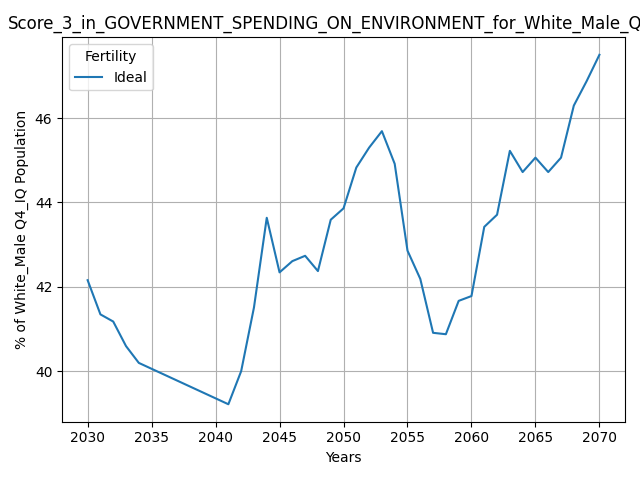 Score_3_in_GOVERNMENT_SPENDING_ON_ENVIRONMENT_for_White_Male_Q
Fertility
Ideal
% of White_Male Q4_IQ Population
46
44
42
40
2030 2035 2040 2045 2050 2055 2060 2065 2070
Years